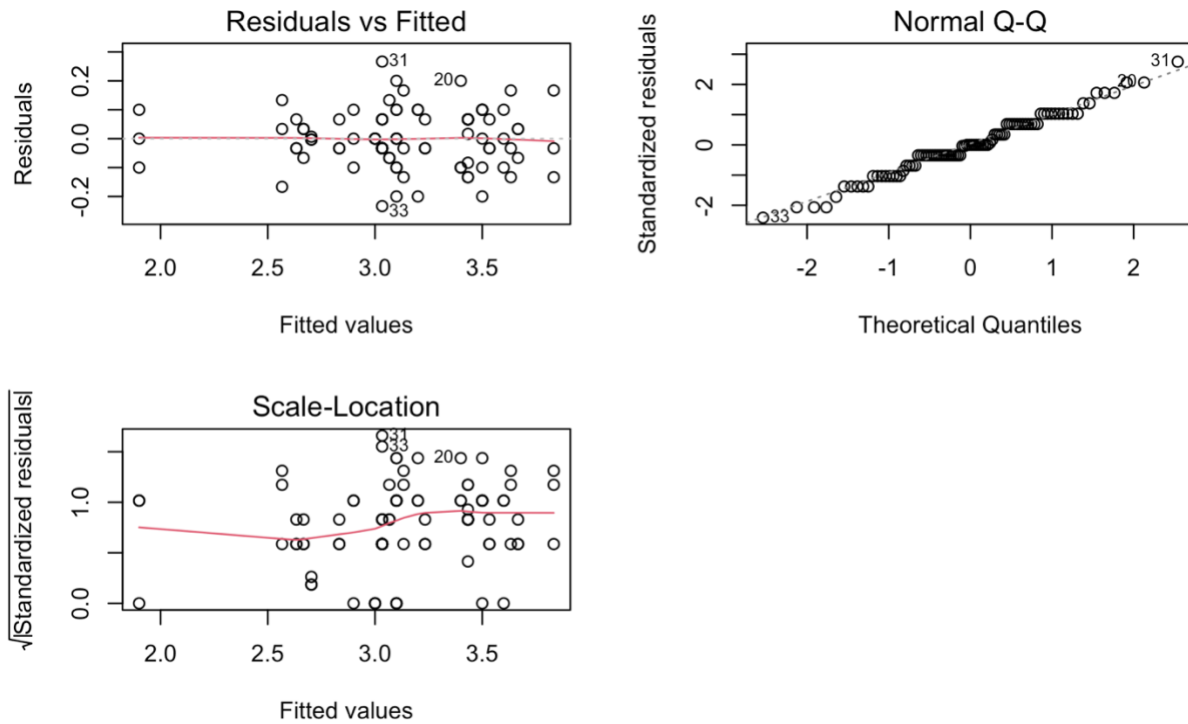 Residuals vs Fitted
Residuals
0.2
0.0
-0.2
31
20
33
2.0 2.5 3.0 3.5
Fitted values
Normal Q-Q
Standardized residuals
2
0
-2
31
20
33
-2 -1 0 1 2
Theoretical Quantiles
Scale-Location
√|Standardized residuals|
1.0
0.0
31
33
20
2.0 2.5 3.0 3.5
Fitted values